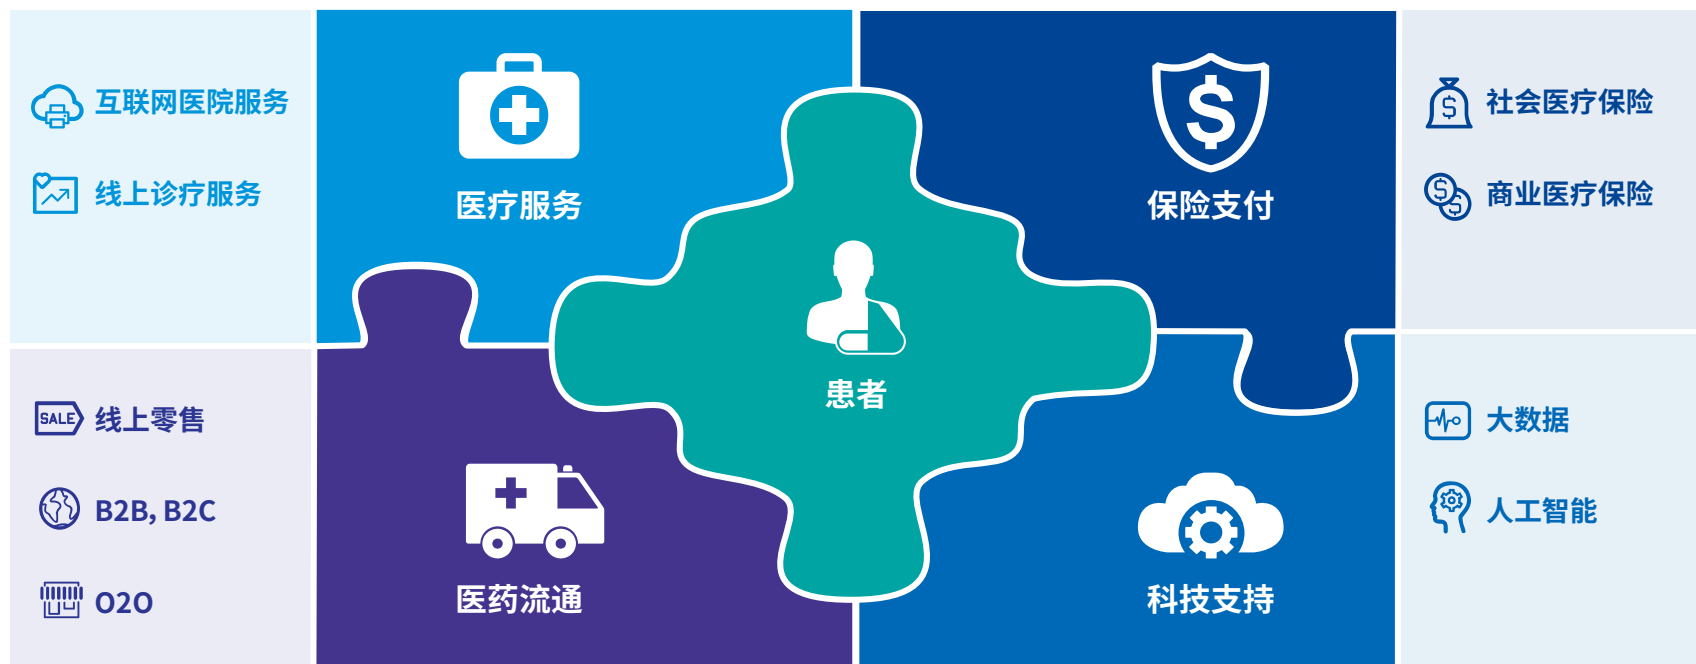 互联网医院服务
线上诊疗服务
医疗服务
保险支付
社会医疗保险
商业医疗保险
患者
SALE
线上零售
B2B, B2C
O2O
医药流通
科技支持
大数据
人工智能